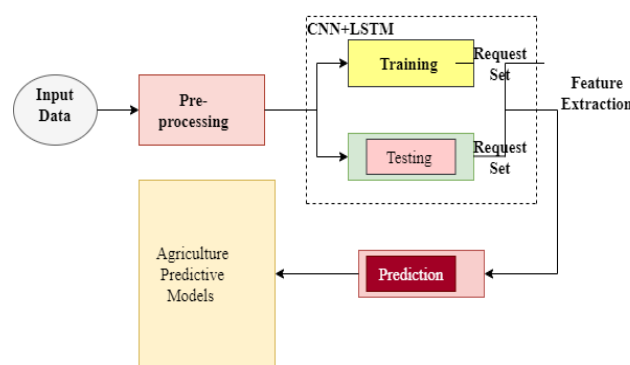 CNN+LSTM
Training
Request
Set
Input
Data
Pre-
processing
Feature
Extraction
Testing
Request
Set
Agriculture
Predictive
Models
Prediction